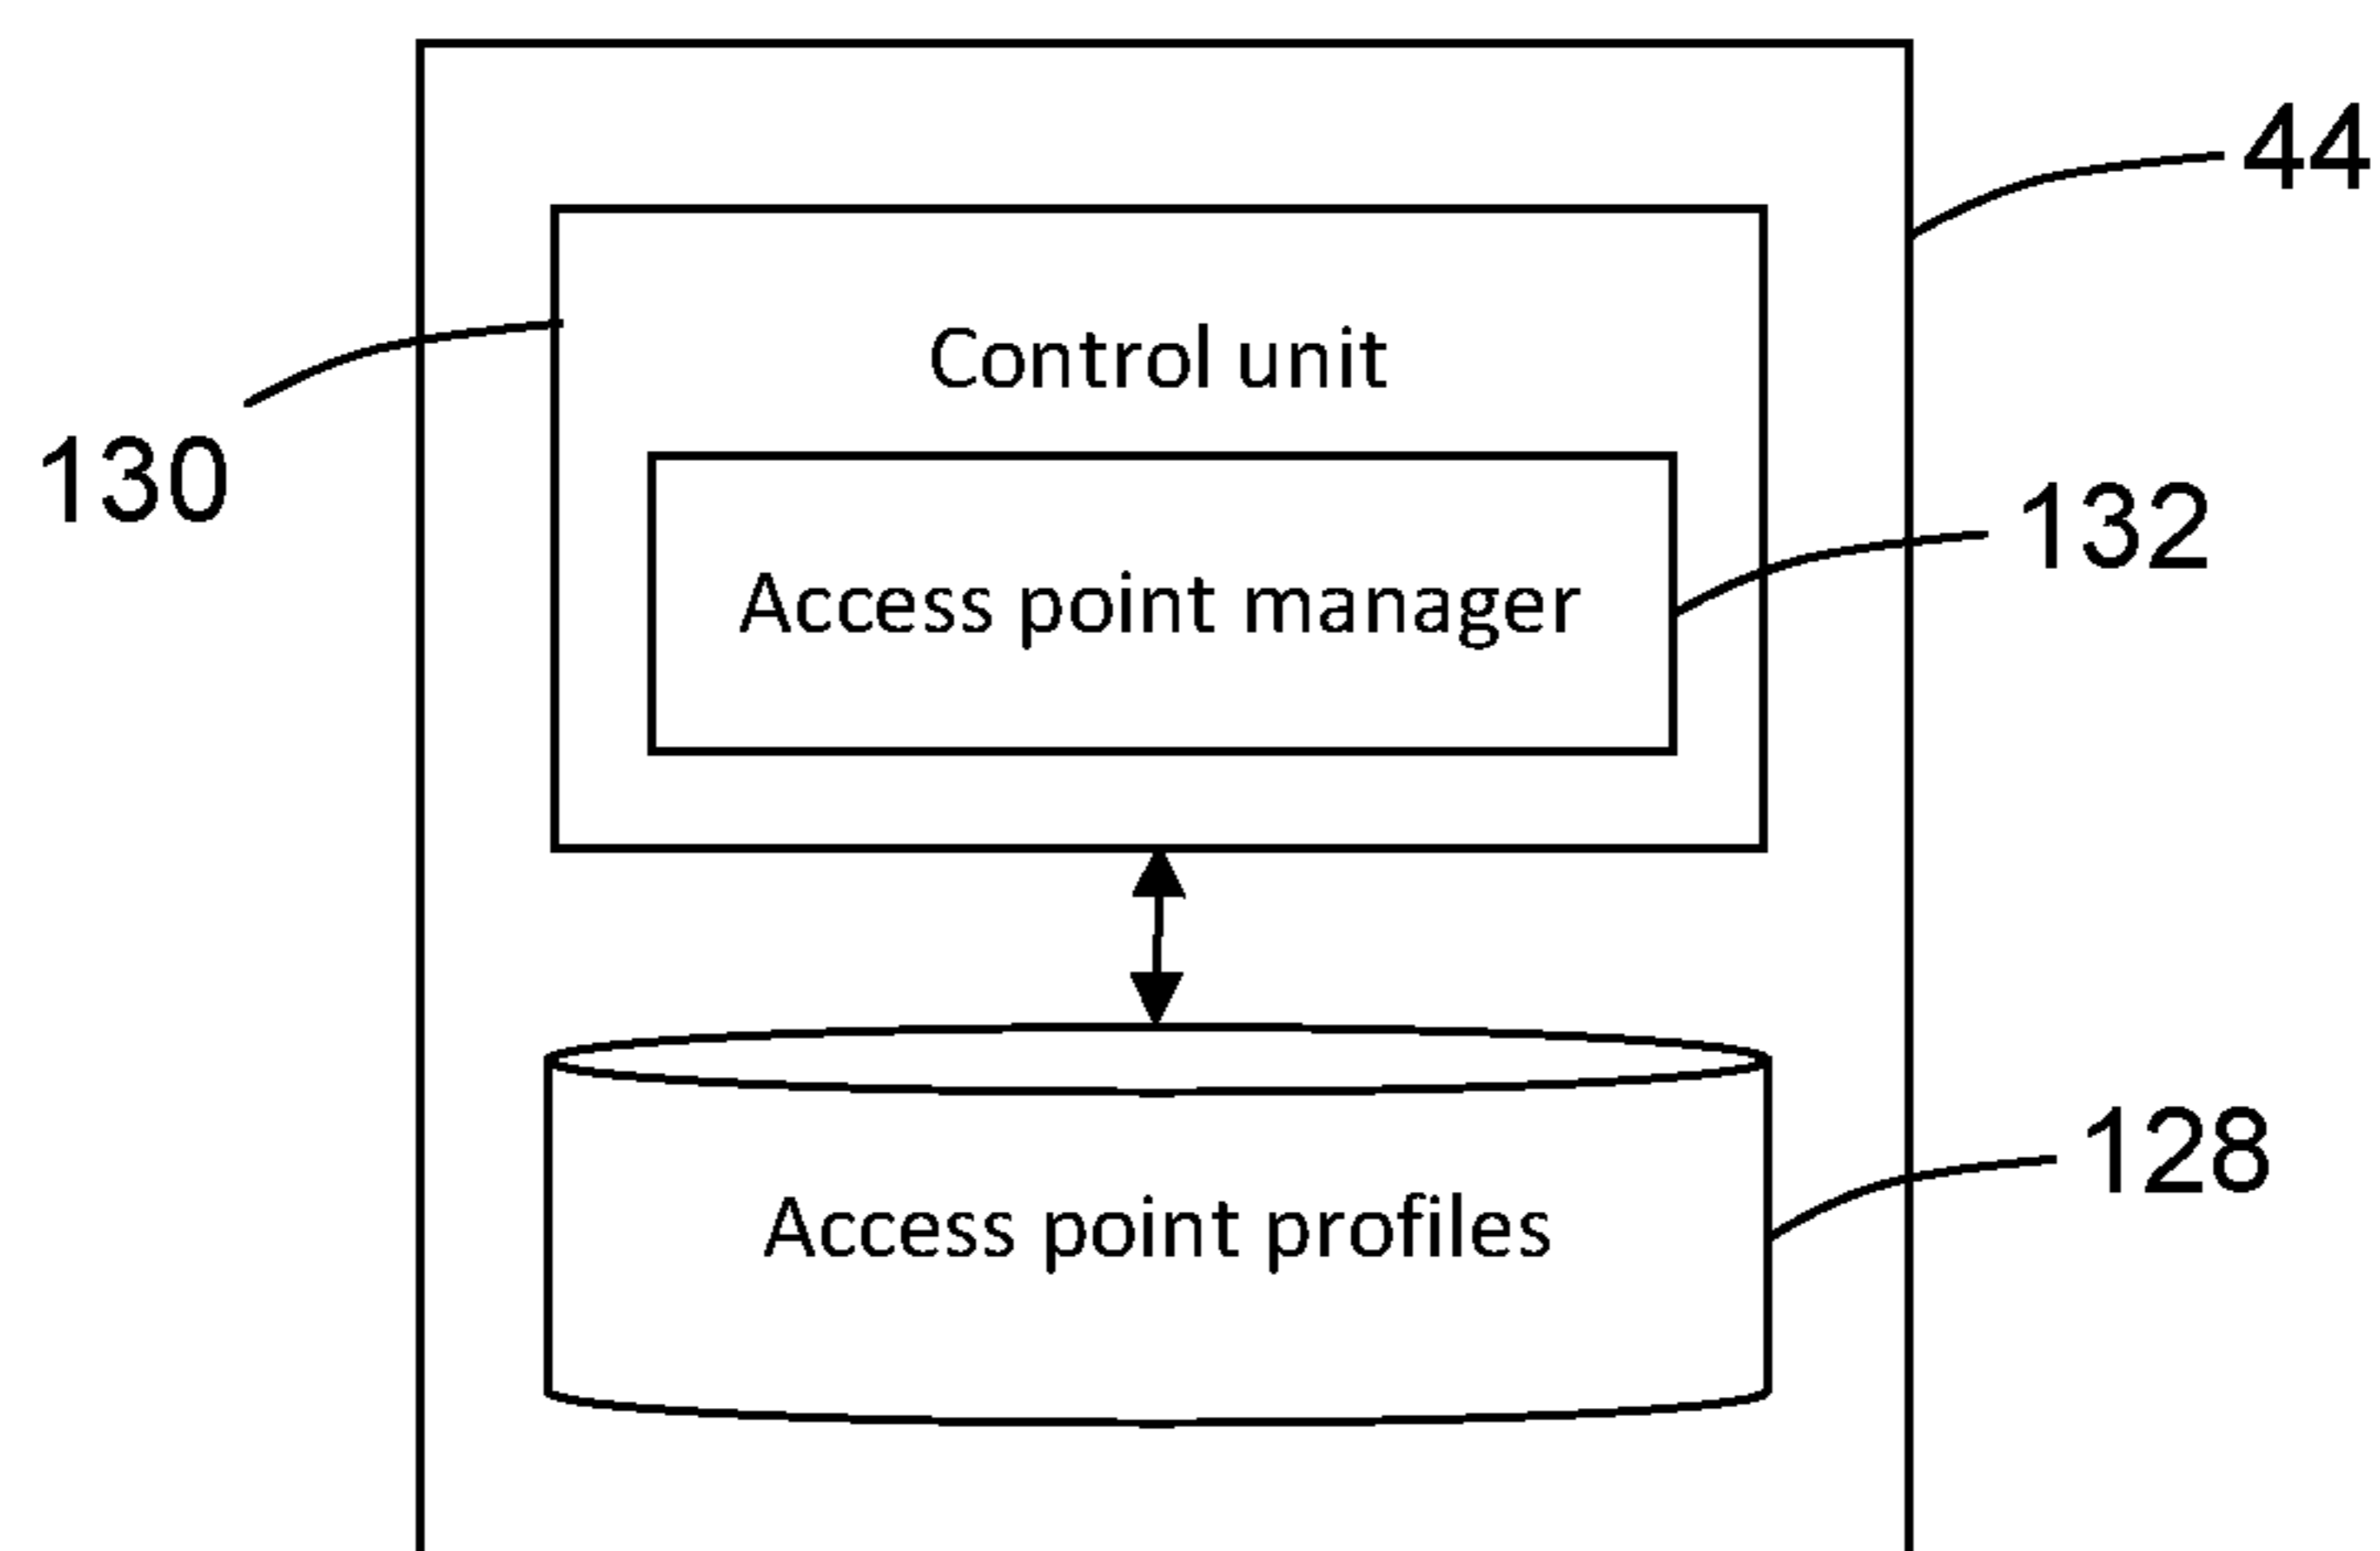 44
Control unit
130
132
Access point manager
128
Access point profiles